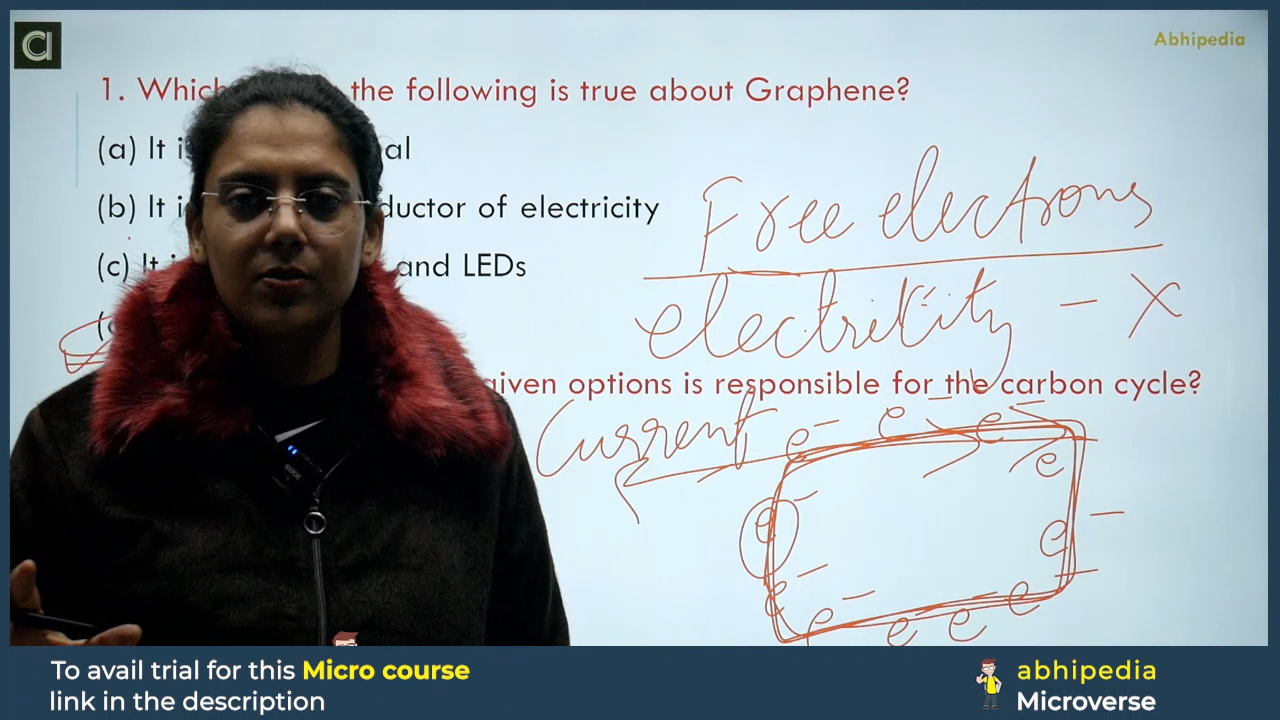 a
Abhipedia
1. Which the following is true about Graphene?
(a) It
(b) It of electricity
(c) It and LEDs
Free electrons
electricity - X
given options is responsible for the carbon cycle?
Current
e- e- e-
e
e- e-
e-
e- e- e- e
To avail trial for this Micro course
link in the description
abhipedia
Microverse